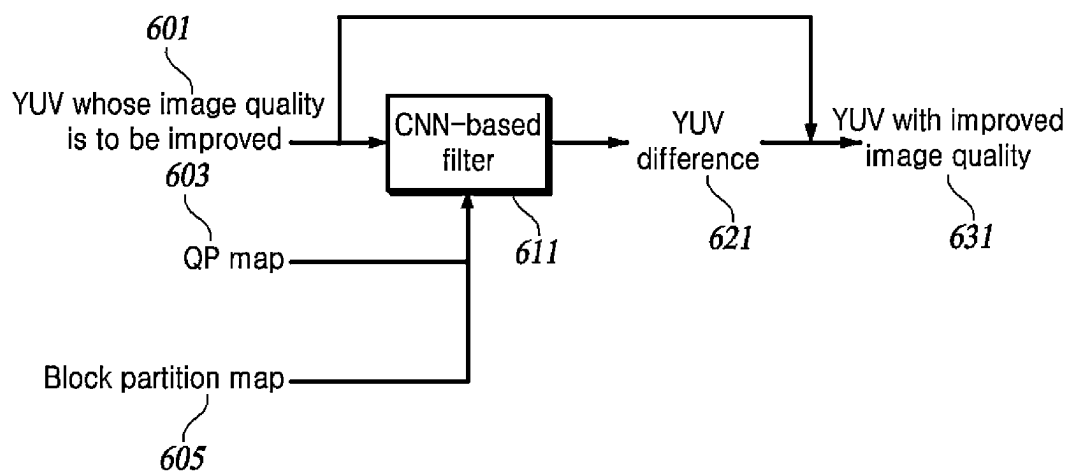 601
YUV whose image quality
is to be improved
603
QP map
Block partition map
605
CNN-based
filter
611
YUV
difference
621
YUV with improved
image quality
631